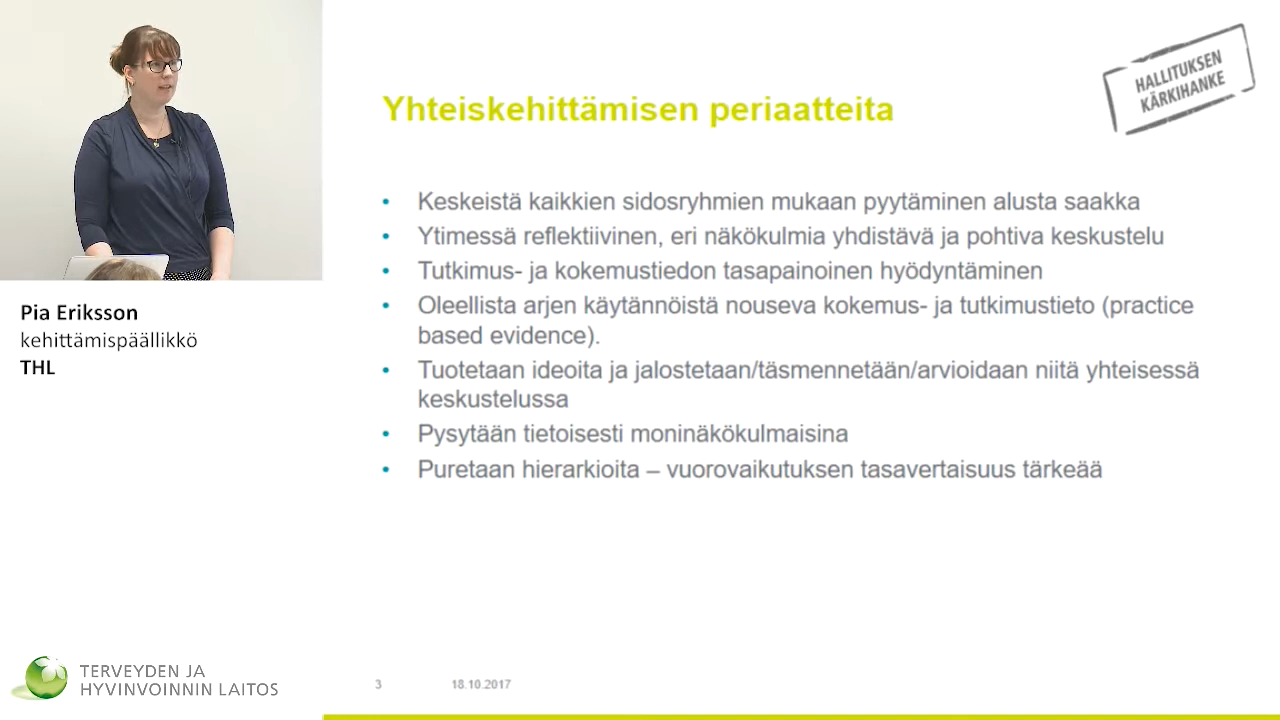 HALLITUKSEN
KÄRKIHANKE
Yhteiskehittämisen periaatteita
• Keskeistä kaikkien sidosryhmien mukaan pyytäminen alusta saakka
• Ytimessä reflektiivinen, eri näkökulmia yhdistävä ja pohtiva keskustelu
• Tutkimus- ja kokemustiedon tasapainoinen hyödyntäminen
• Oleellista arjen käytännöistä nouseva kokemus- ja tutkimustieto (practice
based evidence).
• Tuotetaan ideoita ja jalostetaan/täsmennetään/arvioidaan niitä yhteisessä
keskustelussa
• Pysytään tietoisesti moninäkökulmaisina
• Puretaan hierarkioita – vuorovaikutuksen tasavertaisuus tärkeää
Pia Eriksson
kehittämispäällikkö
THL
TERVEYDEN JA
HYVINVOINNIN LAITOS
3 18.10.2017